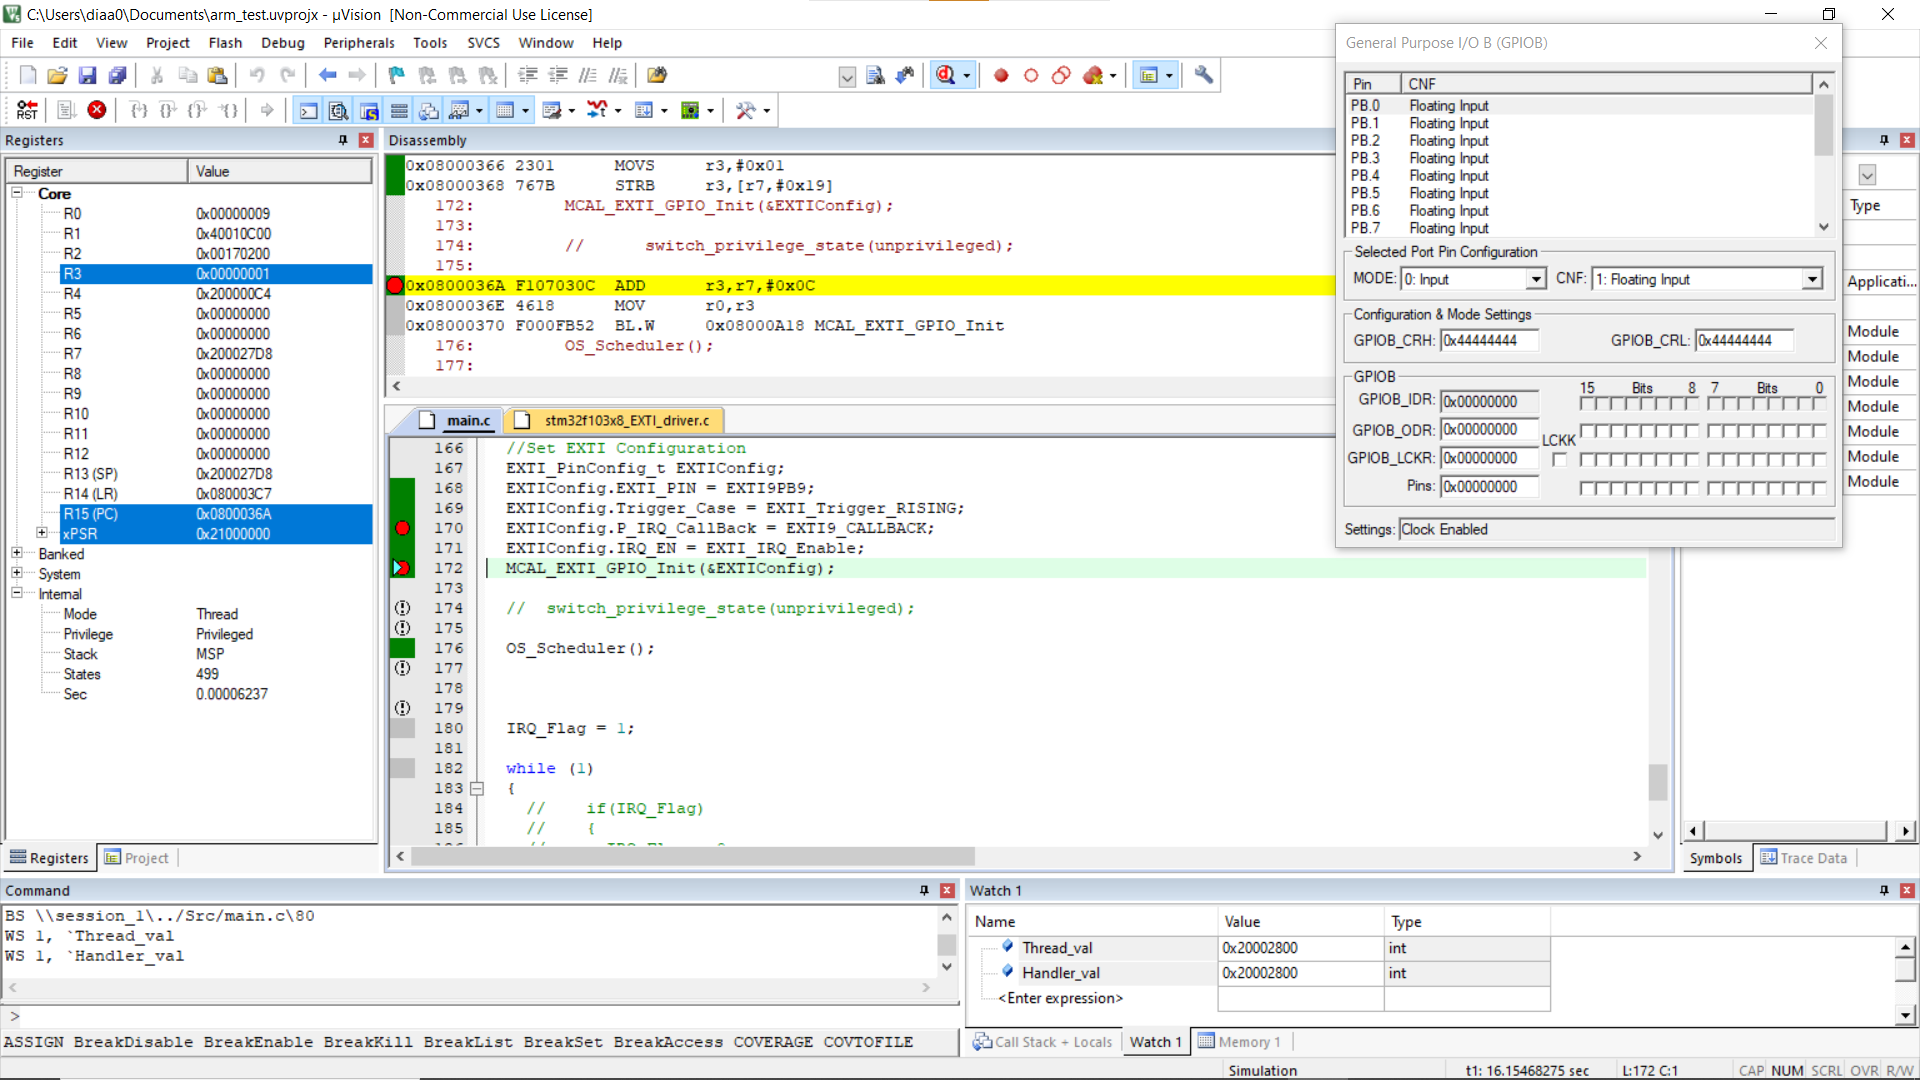 C:\Users\diaa0\Documents\arm_test.uvprojx - µVision  [Non-Commercial Use License]
File Edit View Project Flash Debug Peripherals Tools SVCS Window Help
Registers
Register Value
Core
R0 0x00000009
R1 0x40010C00
R2 0x00170200
R3 0x00000001
R4 0x200000C4
R5 0x00000000
R6 0x00000000
R7 0x200027D8
R8 0x00000000
R9 0x00000000
R10 0x00000000
R11 0x00000000
R12 0x00000000
R13 (SP) 0x200027D8
R14 (LR) 0x080003C7
R15 (PC) 0x0800036A
xPSR 0x21000000
Banked
System
Internal
Mode Thread
Privilege Privileged
Stack MSP
States 499
Sec 0.00006237
Registers Project
Disassembly
0x08000366 2301 MOVS r3,#0x01
0x08000368 767B STRB r3,[r7,#0x19]
172: MCAL_EXTI_GPIO_Init(&EXTIConfig);
173:
174: // switch_privilege_state(unprivileged);
175:
0x0800036A F107030C ADD r3,r7,#0x0C
0x0800036E 4618 MOV r0,r3
0x08000370 F000FB52 BL.W 0x08000A18 MCAL_EXTI_GPIO_Init
176: OS_Scheduler();
177:
main.c stm32f103x8_EXTI_driver.c
166 //Set EXTI Configuration
167 EXTI_PinConfig_t EXTIConfig;
168 EXTIConfig.EXTI_PIN = EXTI9PB9;
169 EXTIConfig.Trigger_Case = EXTI_Trigger_RISING;
170 EXTIConfig.P_IRQ_CallBack = EXTI9_CALLBACK;
171 EXTIConfig.IRQ_EN = EXTI_IRQ_Enable;
172 MCAL_EXTI_GPIO_Init(&EXTIConfig);
173
174 // switch_privilege_state(unprivileged);
175
176 OS_Scheduler();
177
178
179
180 IRQ_Flag = 1;
181
182 while (1)
183 {
184 // if(IRQ_Flag)
185 // {
General Purpose I/O B (GPIOB)
Pin CNF
PB.0 Floating Input
PB.1 Floating Input
PB.2 Floating Input
PB.3 Floating Input
PB.4 Floating Input
PB.5 Floating Input
PB.6 Floating Input
PB.7 Floating Input
Selected Port Pin Configuration
MODE: 0: Input CNF: 1: Floating Input
Configuration & Mode Settings
GPIOB_CRH: 0x44444444 GPIOB_CRL: 0x44444444
GPIOB
15 Bits 8 7 Bits 0
GPIOB_IDR: 0x00000000
GPIOB_ODR: 0x00000000
LCKK
GPIOB_LCKR: 0x00000000
Pins: 0x00000000
Settings: Clock Enabled
Type
Applicati...
Module
Module
Module
Module
Module
Module
Module
Symbols Trace Data
Command
BS \\session_1\../Src/main.c\80
WS 1, `Thread_val
WS 1, `Handler_val
>
ASSIGN BreakDisable BreakEnable BreakKill BreakList BreakSet BreakAccess COVERAGE COVTOFILE
Watch 1
Name Value Type
Thread_val 0x20002800 int
Handler_val 0x20002800 int
<Enter expression>
Call Stack + Locals Watch 1 Memory 1
Simulation t1: 16.15468275 sec L:172 C:1 CAP NUM SCRL OVR R/W